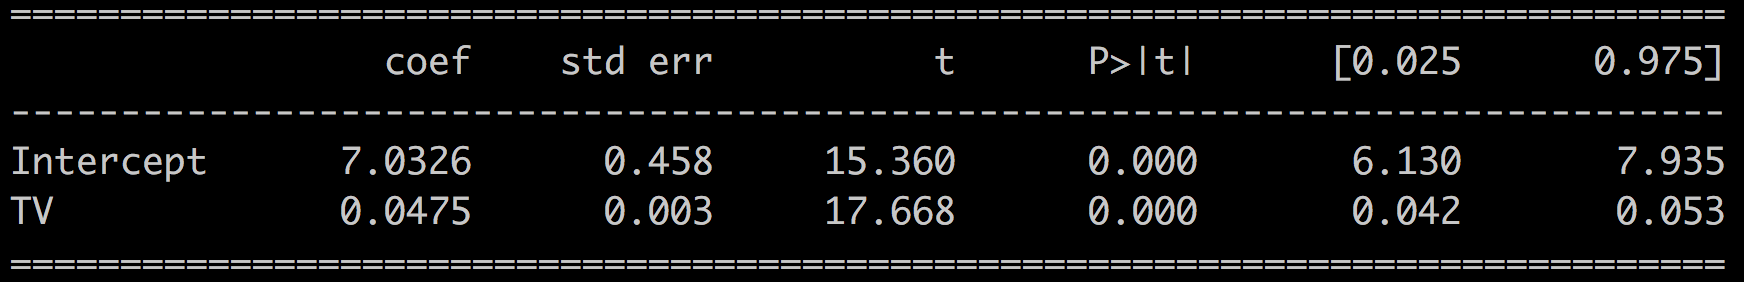 ==============================================================================
coef std err t P>|t| [0.025 0.975]
------------------------------------------------------------------------------
Intercept 7.0326 0.458 15.360 0.000 6.130 7.935
TV 0.0475 0.003 17.668 0.000 0.042 0.053
==============================================================================